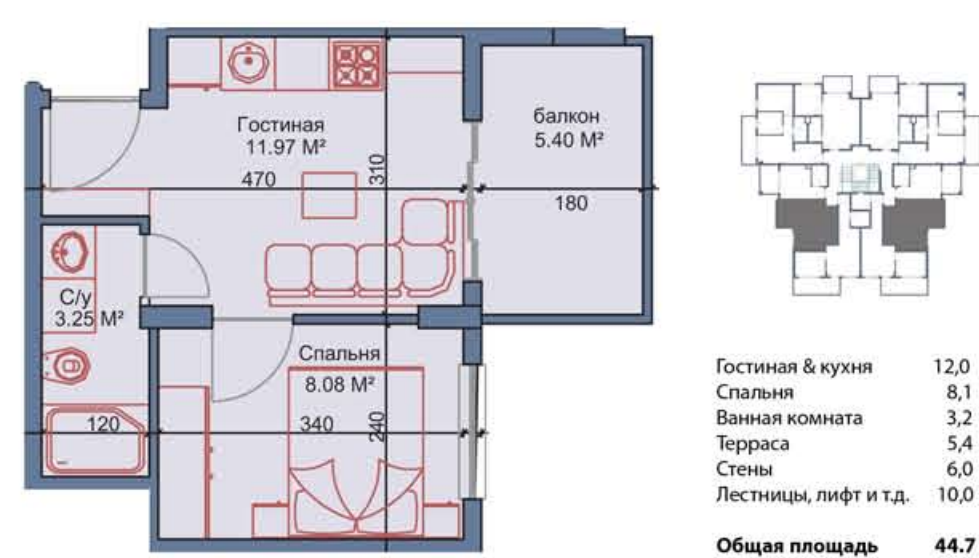 Гостиная
11.97 М²
470
310
балкон
5.40 М²
180
С/у
3.25 М²
120
Спальня
8.08 М²
340
240
Гостиная & кухня 12,0
Спальня 8,1
Ванная комната 3,2
Терраса 5,4
Стены 6,0
Лестницы, лифт и т.д. 10,0
Общая площадь 44.7